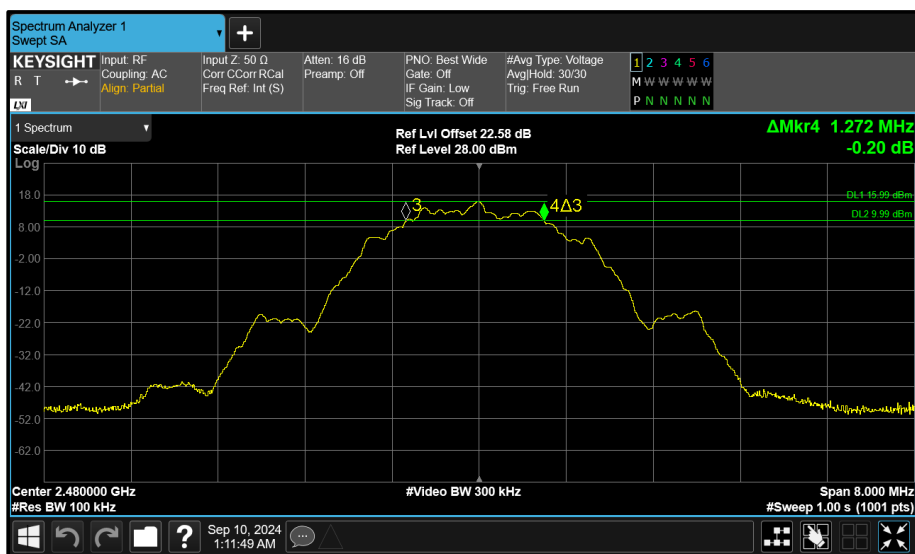 Spectrum Analyzer 1
Swept SA
KEYSIGHT
R T
LXI
Input: RF
Coupling: AC
Align: Partial
Input Z: 50 Ω
Corr CCorr RCal
Freq Ref: Int (S)
Atten: 16 dB
Preamp: Off
PNO: Best Wide
Gate: Off
IF Gain: Low
Sig Track: Off
#Avg Type: Voltage
Avg|Hold: 30/30
Trig: Free Run
1 2 3 4 5 6
M W W W W W
P N N N N N
1 Spectrum
Scale/Div 10 dB
Log
Ref Lvl Offset 22.58 dB
Ref Level 28.00 dBm
ΔMkr4 1.272 MHz
-0.20 dB
18.0
8.00
-2.00
-12.0
-22.0
-32.0
-42.0
-52.0
-62.0
3
4Δ3
DL1 15.99 dBm
DL2 9.99 dBm
Center 2.480000 GHz
#Res BW 100 kHz
#Video BW 300 kHz
Span 8.000 MHz
#Sweep 1.00 s (1001 pts)
?
Sep 10, 2024
1:11:49 AM